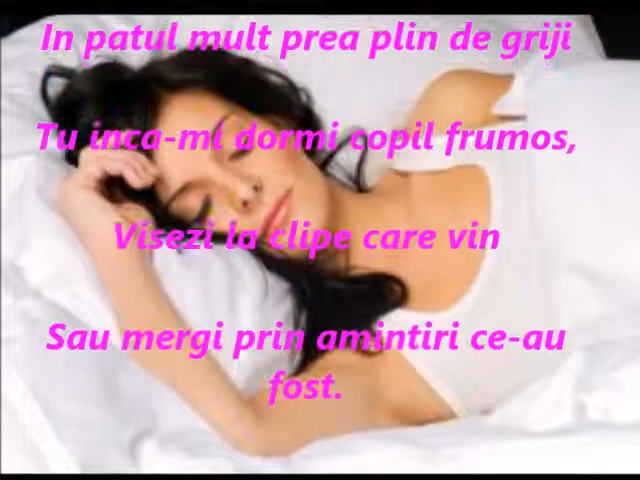 In patul mult prea plin de griji
Tu inca-mi dormi copil frumos,
Visezi la clipe care vin
Sau mergi prin amintiri ce-au
fost.